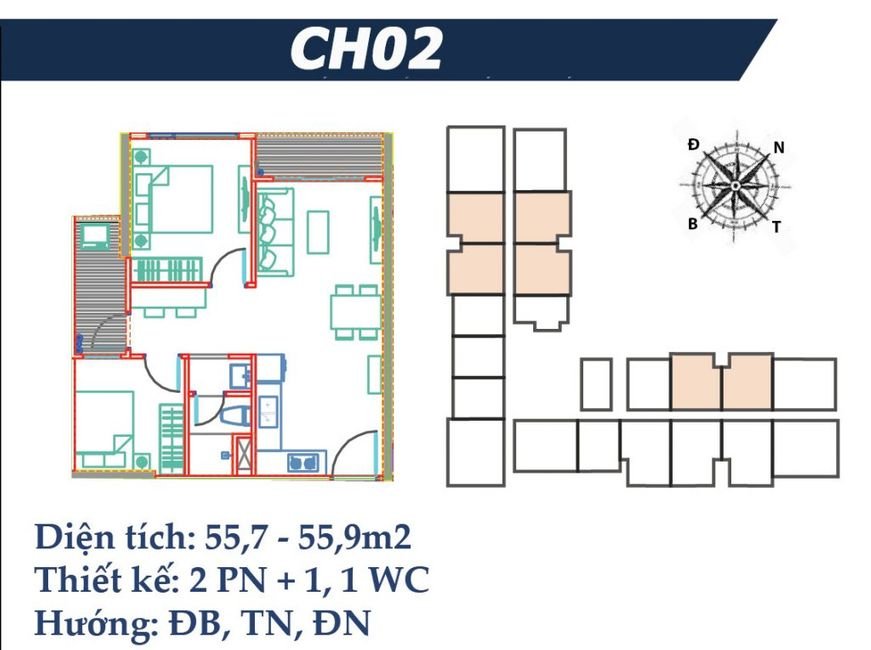 CH02
Đ
N
B
T
Diện tích: 55,7 - 55,9m2
Thiết kế: 2 PN + 1, 1 WC
Hướng: ĐB, TN, ĐN